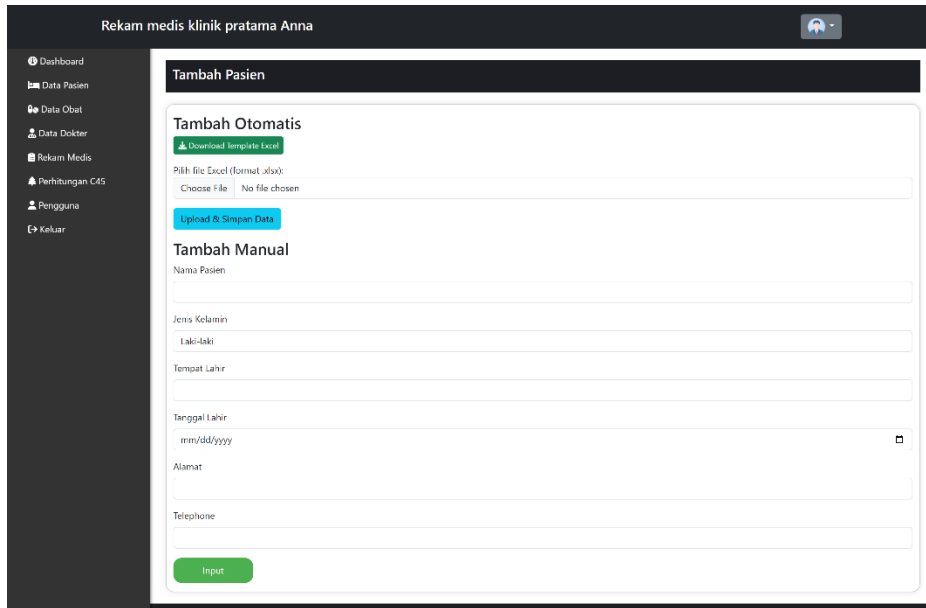 Rekam medis klinik pratama Anna
Dashboard
Data Pasien
Data Obat
Data Dokter
Rekam Medis
Perhitungan C45
Pengguna
Keluar
Tambah Pasien
Tambah Otomatis
Download Template Excel
Pilih file Excel (format .xlsx):
Choose File No file chosen
Upload & Simpan Data
Tambah Manual
Nama Pasien
Jenis Kelamin
Laki-laki
Tempat Lahir
Tanggal Lahir
mm/dd/yyyy
Alamat
Telephone
Input